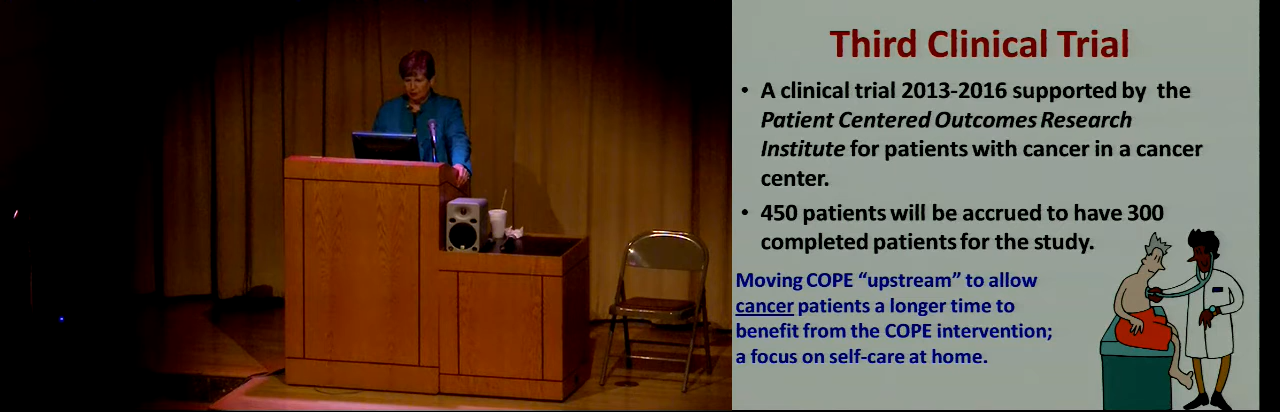 Third Clinical Trial
• A clinical trial 2013-2016 supported by the
Patient Centered Outcomes Research
Institute for patients with cancer in a cancer
center.
• 450 patients will be accrued to have 300
completed patients for the study.
Moving COPE “upstream” to allow
cancer patients a longer time to
benefit from the COPE intervention;
a focus on self-care at home.